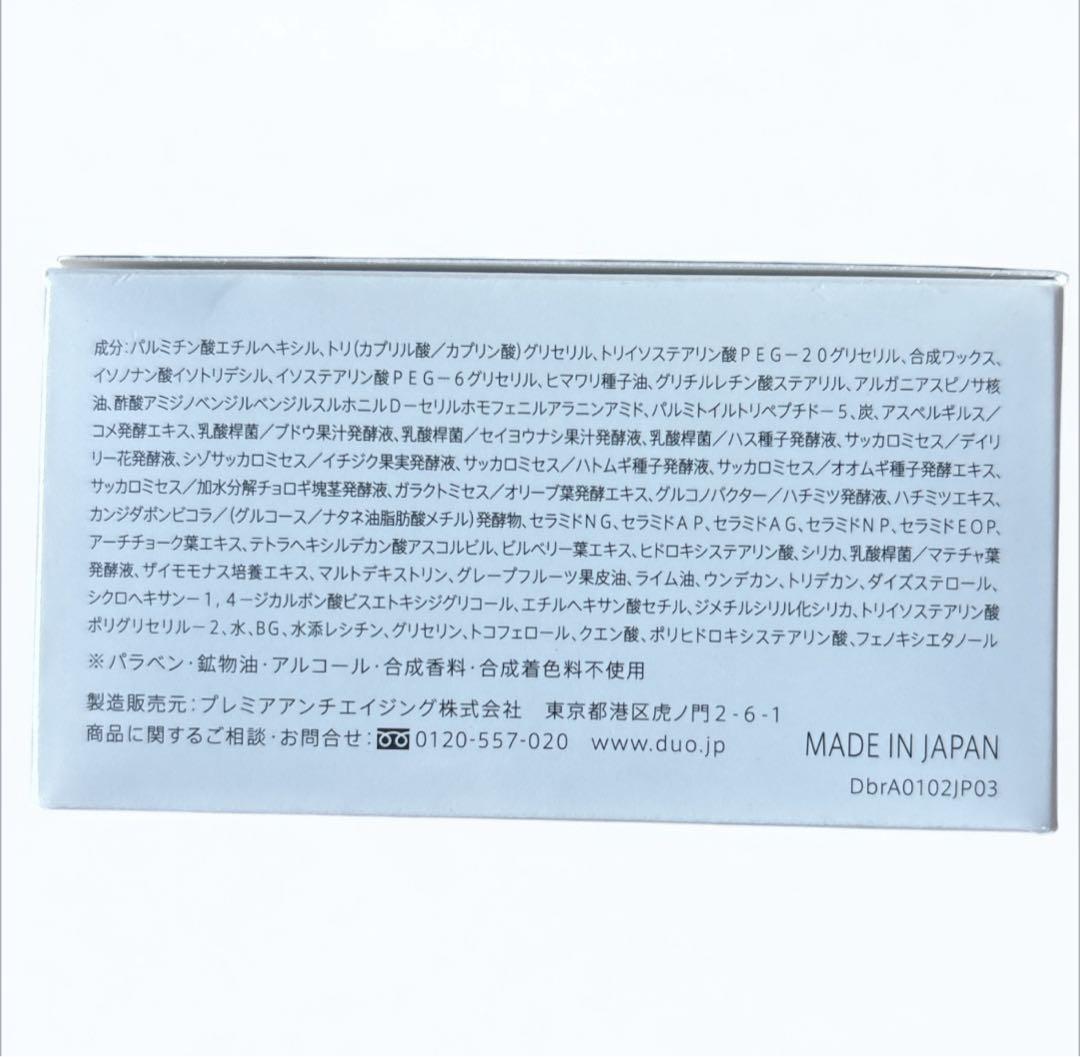 成分:パルミチン酸エチルヘキシル、トリ(カプリル酸/カプリン酸)グリセリル、トリイソステアリン酸PEG-20グリセリル、合成ワックス、
イソノナン酸イソトリデシル、イソステアリン酸PEG-6グリセリル、ヒマワリ種子油、グリチルレチン酸ステアリル、アルガニアスピノサ核
油、酢酸アミジノベンジルベンジルスルホニルD-セリルホモフェニルアラニンアミド、パルミトイルトリペプチド-5、炭、アスペルギルス/
コメ発酵エキス、乳酸桿菌/ブドウ果汁発酵液、乳酸桿菌/セイヨウナシ果汁発酵液、乳酸桿菌/ハス種子発酵液、サッカロミセス/デイリ
リー花発酵液、シゾサッカロミセス/イチジク果実発酵液、サッカロミセス/ハトムギ種子発酵液、サッカロミセス/オオムギ種子発酵エキス、
サッカロミセス/加水分解チョロギ塊茎発酵液、ガラクトミセス/オリーブ葉発酵エキス、グルコノバクター/ハチミツ発酵液、ハチミツエキス、
カンジダボンビコラ/(グルコース/ナタネ油脂肪酸メチル)発酵物、セラミドNG、セラミドAP、セラミドAG、セラミドNP、セラミドEOP、
アーチチョーク葉エキス、テトラヘキシルデカン酸アスコルビル、ビルベリー葉エキス、ヒドロキシステアリン酸、シリカ、乳酸桿菌/マテチャ葉
発酵液、ザイモモナス培養エキス、マルトデキストリン、グレープフルーツ果皮油、ライム油、ウンデカン、トリデカン、ダイズステロール、
シクロヘキサン-1,4-ジカルボン酸ビスエトキシジグリコール、エチルヘキサン酸セチル、ジメチルシリル化シリカ、トリイソステアリン酸
ポリグリセリル-2、水、BG、水添レシチン、グリセリン、トコフェロール、クエン酸、ポリヒドロキシステアリン酸、フェノキシエタノール
※パラベン・鉱物油・アルコール・合成香料・合成着色料不使用
製造販売元:プレミアアンチエイジング株式会社 東京都港区虎ノ門2-6-1
商品に関するご相談・お問合せ:0120-557-020 www.duo.jp
MADE IN JAPAN
DbrA0102JP03